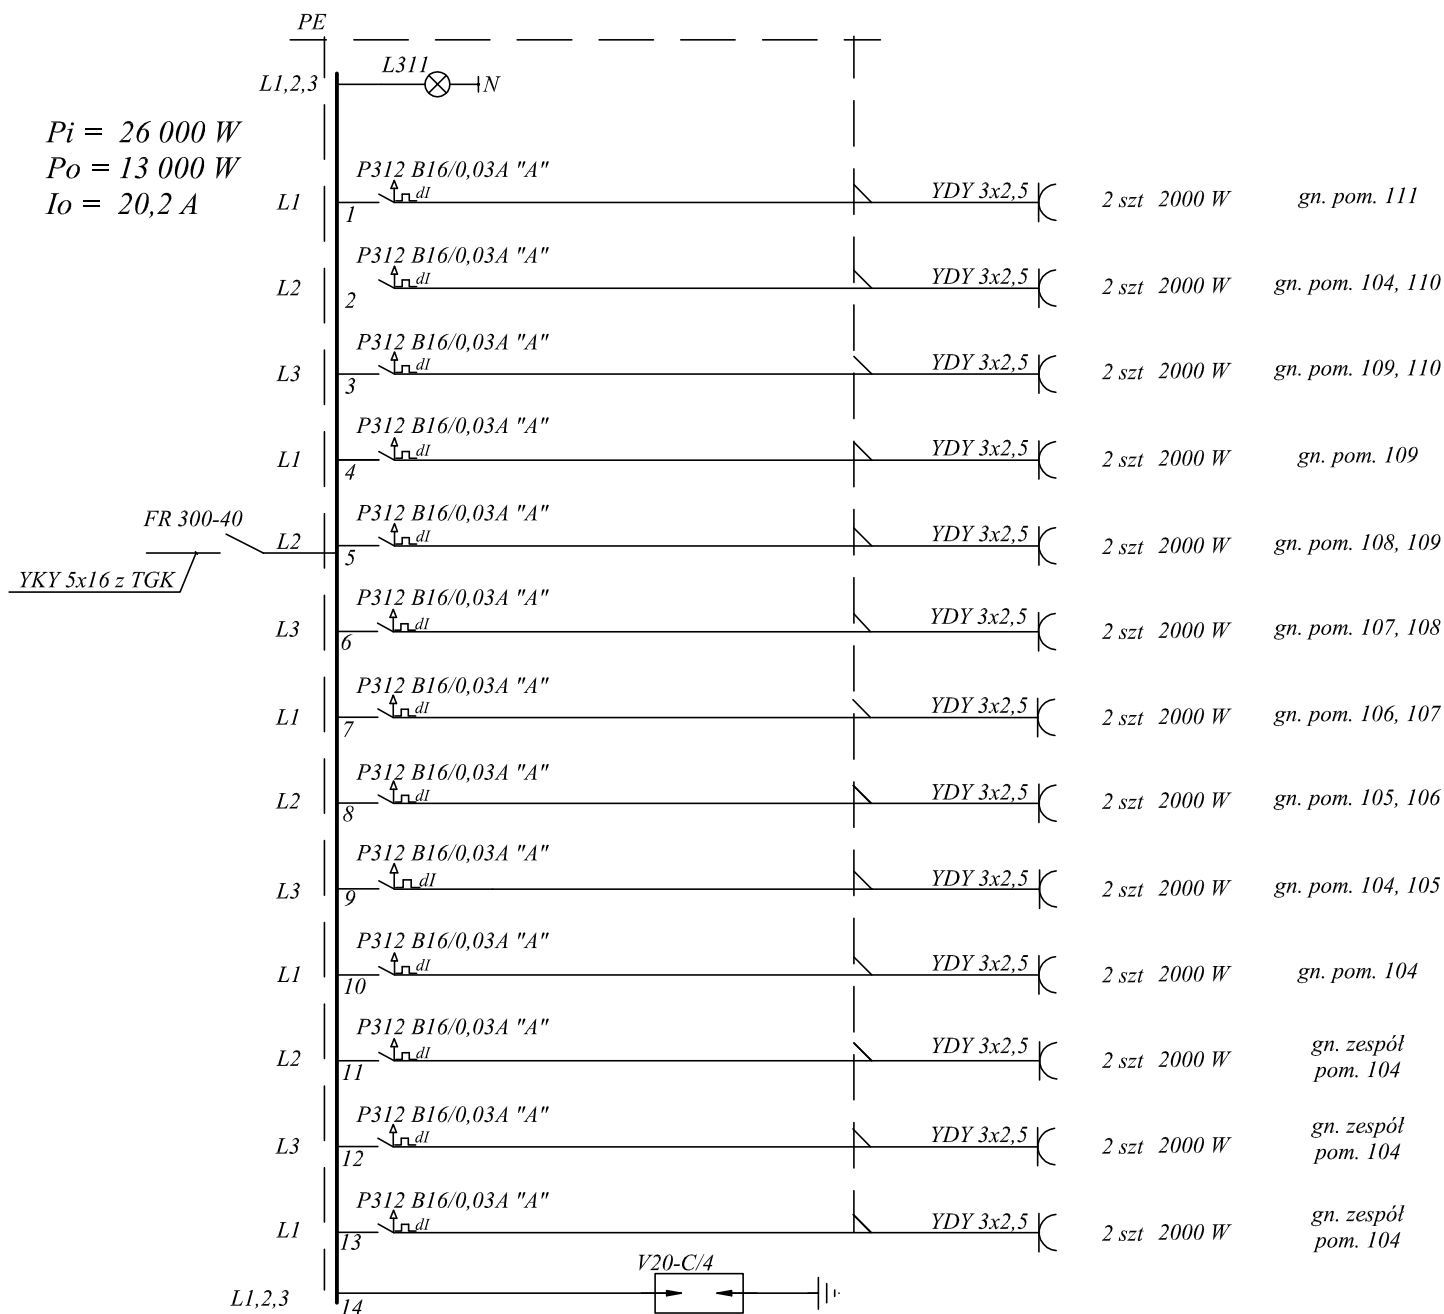 PE
L1,2,3
L311
N
Pi = 26 000 W
Po = 13 000 W
Io = 20,2 A
P312 B16/0,03A "A"
L1
1
dI
YDY 3x2,5
2 szt 2000 W
gn. pom. 111
P312 B16/0,03A "A"
L2
2
dI
YDY 3x2,5
2 szt 2000 W
gn. pom. 104, 110
P312 B16/0,03A "A"
L3
3
dI
YDY 3x2,5
2 szt 2000 W
gn. pom. 109, 110
P312 B16/0,03A "A"
L1
4
dI
YDY 3x2,5
2 szt 2000 W
gn. pom. 109
FR 300-40
YKY 5x16 z TGK
P312 B16/0,03A "A"
L2
5
dI
YDY 3x2,5
2 szt 2000 W
gn. pom. 108, 109
P312 B16/0,03A "A"
L3
6
dI
YDY 3x2,5
2 szt 2000 W
gn. pom. 107, 108
P312 B16/0,03A "A"
L1
7
dI
YDY 3x2,5
2 szt 2000 W
gn. pom. 106, 107
P312 B16/0,03A "A"
L2
8
dI
YDY 3x2,5
2 szt 2000 W
gn. pom. 105, 106
P312 B16/0,03A "A"
L3
9
dI
YDY 3x2,5
2 szt 2000 W
gn. pom. 104, 105
P312 B16/0,03A "A"
L1
10
dI
YDY 3x2,5
2 szt 2000 W
gn. pom. 104
P312 B16/0,03A "A"
L2
11
dI
YDY 3x2,5
2 szt 2000 W
gn. zespół
pom. 104
P312 B16/0,03A "A"
L3
12
dI
YDY 3x2,5
2 szt 2000 W
gn. zespół
pom. 104
P312 B16/0,03A "A"
L1
13
dI
YDY 3x2,5
2 szt 2000 W
gn. zespół
pom. 104
V20-C/4
L1,2,3
14